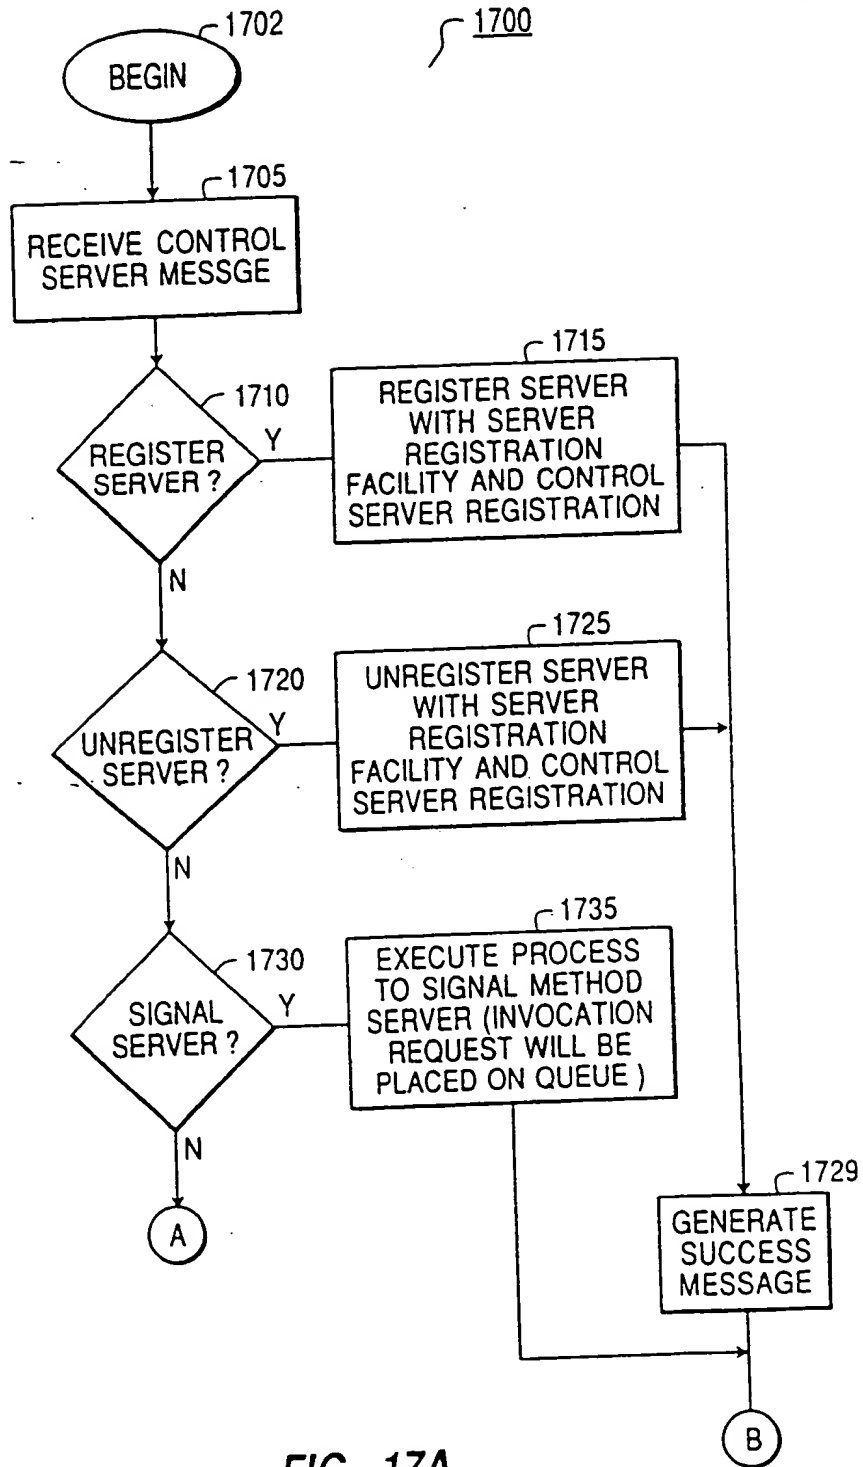 1702
1700
BEGIN
1705
RECEIVE CONTROL
SERVER MESSGE
1710
REGISTER
SERVER ?
Y
N
1715
REGISTER SERVER
WITH SERVER
REGISTRATION
FACILITY AND CONTROL
SERVER REGISTRATION
1720
UNREGISTER
SERVER ?
Y
N
1725
UNREGISTER SERVER
WITH SERVER
REGISTRATION
FACILITY AND CONTROL
SERVER REGISTRATION
1730
SIGNAL
SERVER ?
Y
N
1735
EXECUTE PROCESS
TO SIGNAL METHOD
SERVER (INVOCATION
REQUEST WILL BE
PLACED ON QUEUE )
A
1729
GENERATE
SUCCESS
MESSAGE
B
FIG. 17A